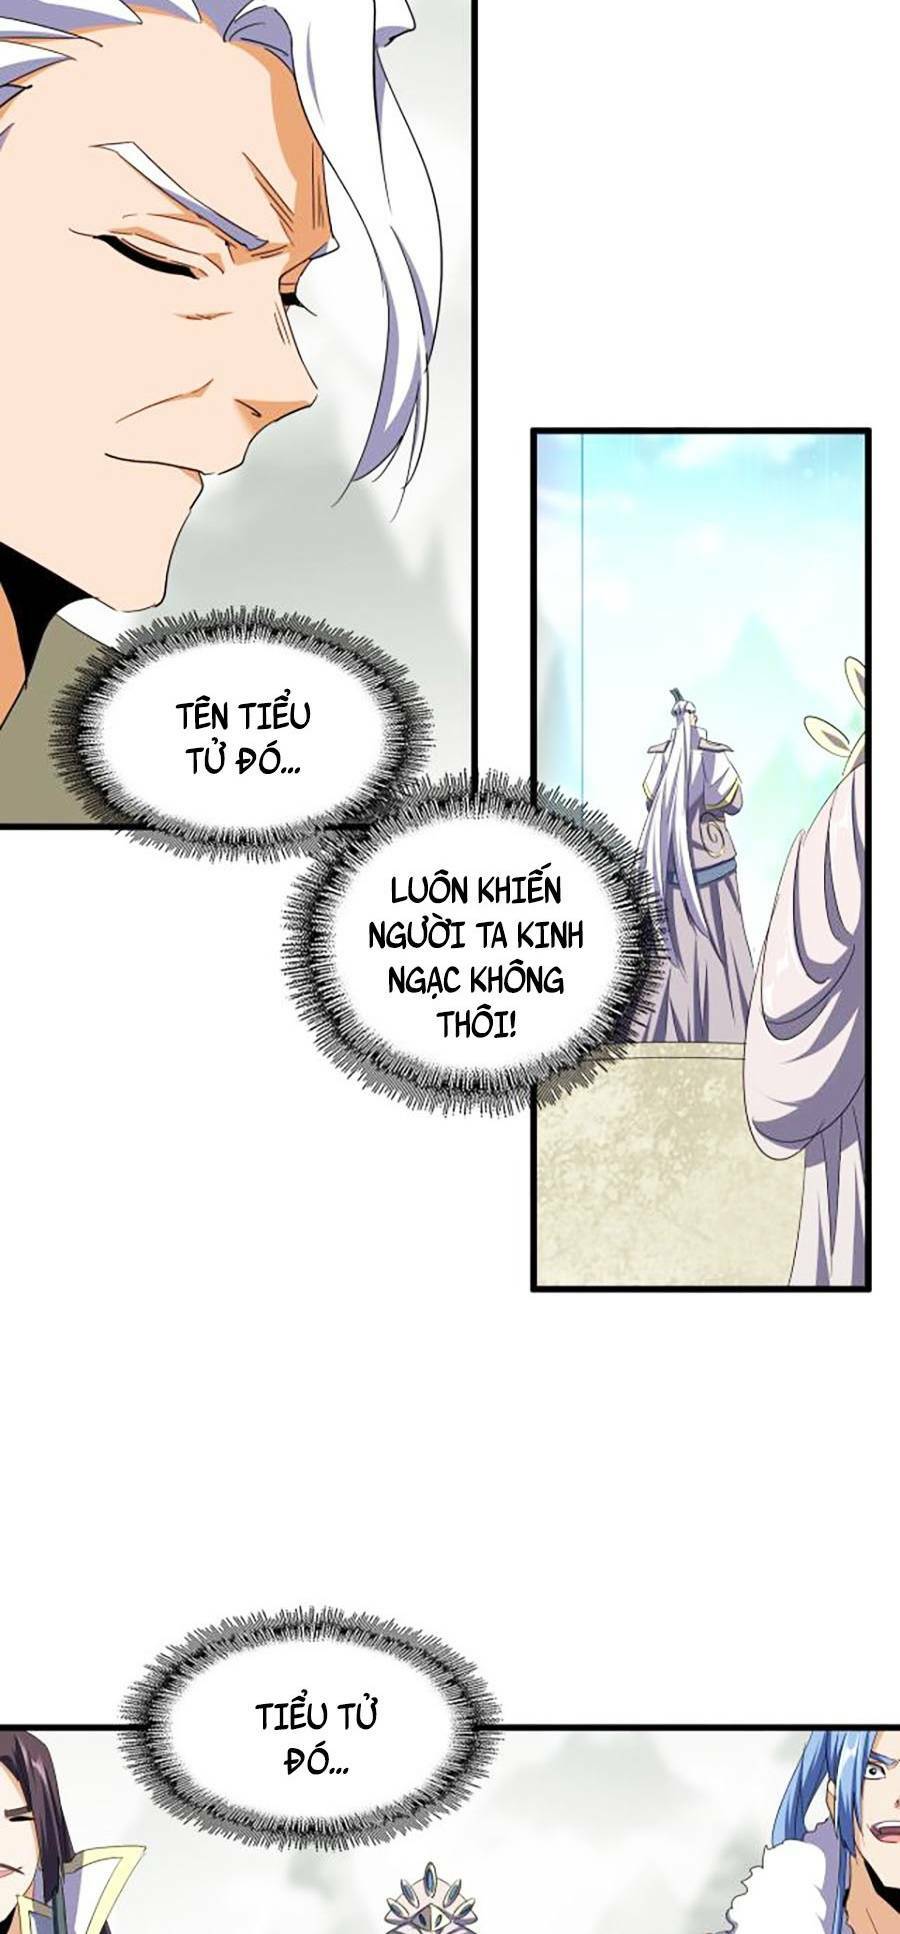 TÊN TIỂU
TỬ ĐÓ...
LUÔN KHIẾN
NGƯỜI TA KINH
NGẠC KHÔNG
THÔI!
TIỂU TỬ
ĐÓ...